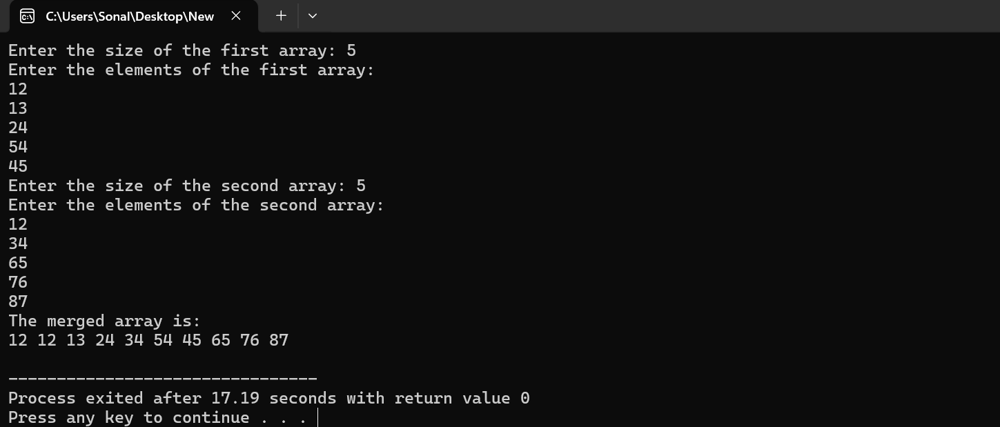 C:\Users\Sonal\Desktop\New
Enter the size of the first array: 5
Enter the elements of the first array:
12
13
24
54
45
Enter the size of the second array: 5
Enter the elements of the second array:
12
34
65
76
87
The merged array is:
12 12 13 24 34 54 45 65 76 87
--------------------------------
Process exited after 17.19 seconds with return value 0
Press any key to continue . . .